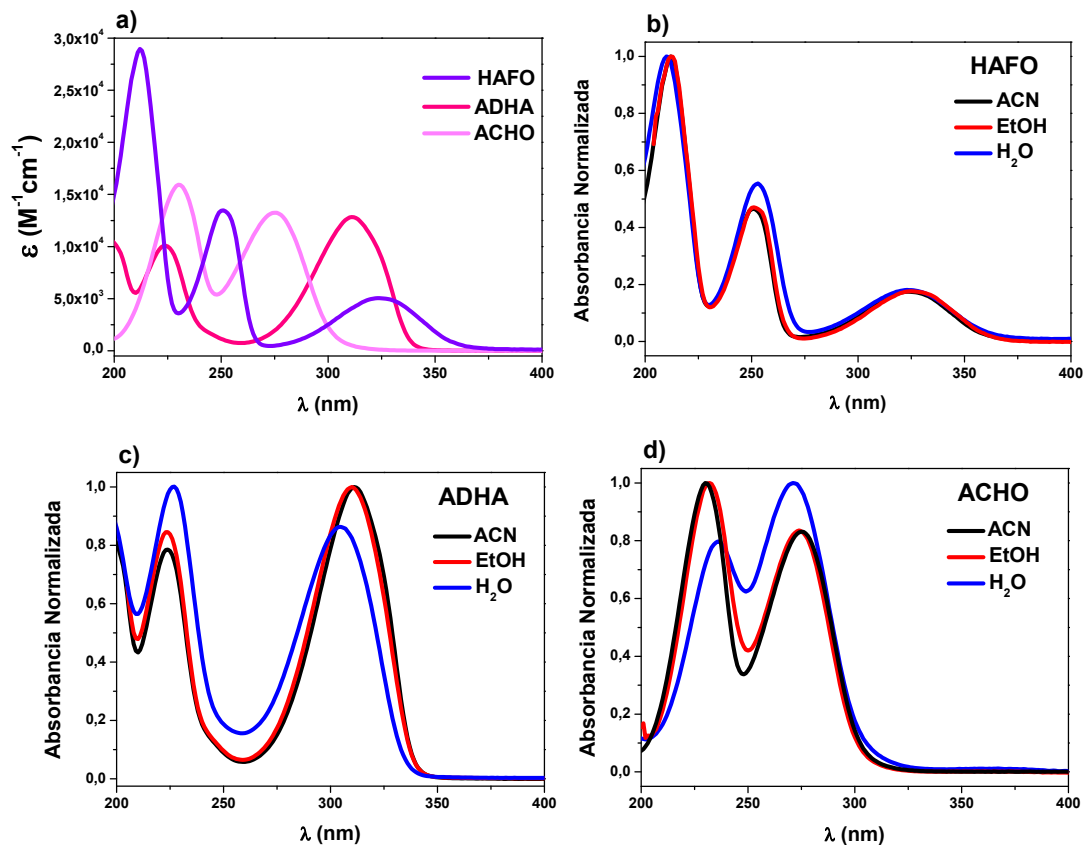 a)
3,0x10⁴
2,5x10⁴
2,0x10⁴
1,5x10⁴
1,0x10⁴
5,0x10³
0,0
ε (M⁻¹cm⁻¹)
HAFO
ADHA
ACHO
200 250 300 350 400
λ (nm)
b)
1,0
0,8
0,6
0,4
0,2
0,0
Absorbancia Normalizada
HAFO
ACN
EtOH
H₂O
200 250 300 350 400
λ (nm)
c)
1,0
0,8
0,6
0,4
0,2
0,0
Absorbancia Normalizada
ADHA
ACN
EtOH
H₂O
200 250 300 350 400
λ (nm)
d)
1,0
0,8
0,6
0,4
0,2
0,0
Absorbancia Normalizada
ACHO
ACN
EtOH
H₂O
200 250 300 350 400
λ (nm)